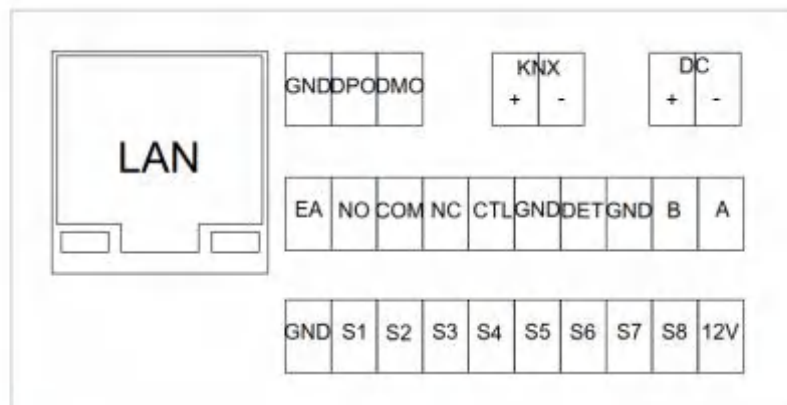 LAN
GND DPO DMO
KNX
+ -
DC
+ -
EA NO COM NC CTL GND DET GND B A
GND S1 S2 S3 S4 S5 S6 S7 S8 12V